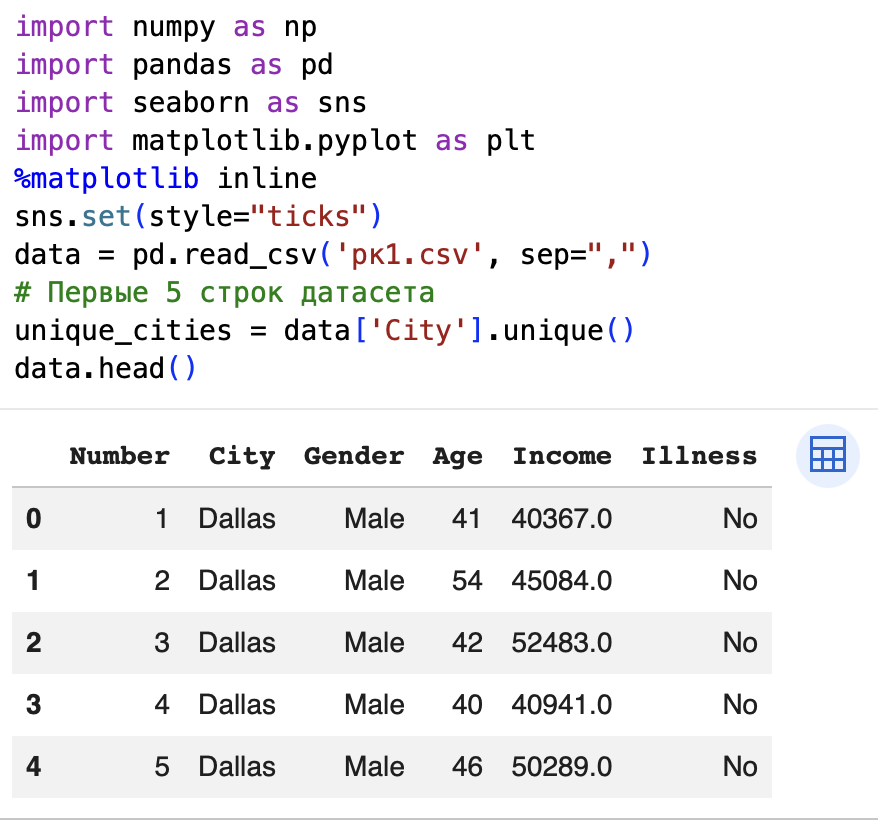 import numpy as np
import pandas as pd
import seaborn as sns
import matplotlib.pyplot as plt
%matplotlib inline
sns.set(style="ticks")
data = pd.read_csv('рк1.csv', sep=",")
# Первые 5 строк датасета
unique_cities = data['City'].unique()
data.head()
Number City Gender Age Income Illness
0 1 Dallas Male 41 40367.0 No
1 2 Dallas Male 54 45084.0 No
2 3 Dallas Male 42 52483.0 No
3 4 Dallas Male 40 40941.0 No
4 5 Dallas Male 46 50289.0 No